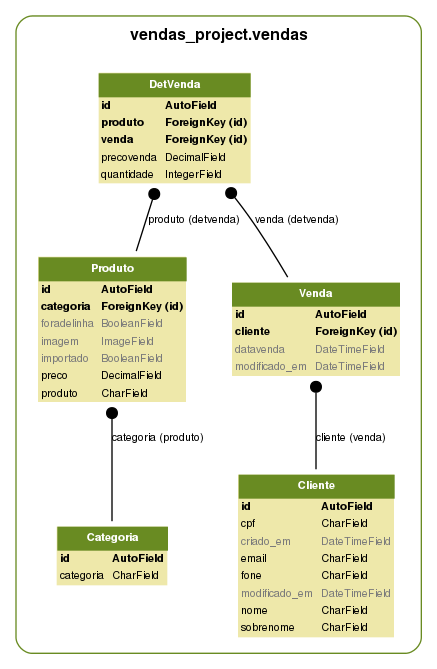 vendas_project.vendas
DetVenda
id AutoField
produto ForeignKey (id)
venda ForeignKey (id)
precovenda DecimalField
quantidade IntegerField
produto (detvenda)
venda (detvenda)
Produto
id AutoField
categoria ForeignKey (id)
foradelinha BooleanField
imagem ImageField
importado BooleanField
preco DecimalField
produto CharField
Venda
id AutoField
cliente ForeignKey (id)
datavenda DateTimeField
modificado_em DateTimeField
categoria (produto)
cliente (venda)
Categoria
id AutoField
categoria CharField
Cliente
id AutoField
cpf CharField
criado_em DateTimeField
email CharField
fone CharField
modificado_em DateTimeField
nome CharField
sobrenome CharField